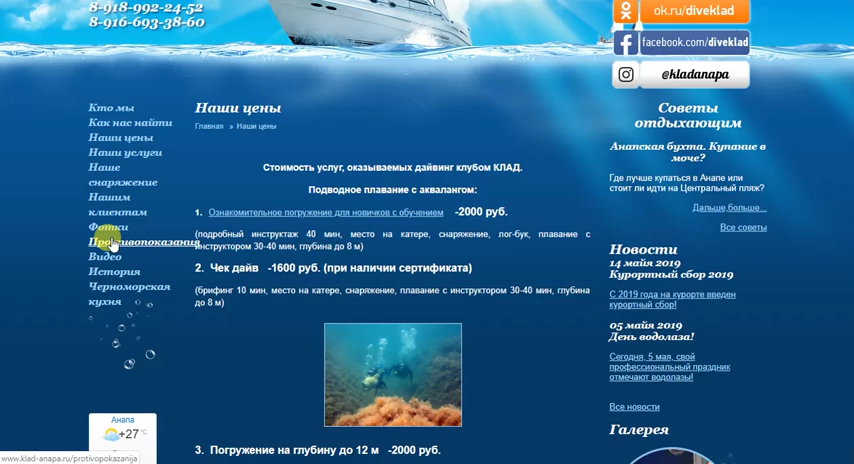 8-918-992-24-52
8-916-693-38-60
ok.ru/diveklad
facebook.com/diveklad
@kladanapa
Кто мы
Как нас найти
Наши цены
Наши услуги
Наше
снаряжение
Нашим
клиентам
Фотки
Противопоказания
Видео
История
Черноморская
кухня
Анапа
+27 °C
Наши цены
Главная » Наши цены
Стоимость услуг, оказываемых дайвинг клубом КЛАД.
Подводное плавание с аквалангом:
1. Ознакомительное погружение для новичков с обучением -2000 руб.
(подробный инструктаж 40 мин, место на катере, снаряжение, лог-бук, плавание с
инструктором 30-40 мин, глубина до 8 м)
2. Чек дайв -1600 руб. (при наличии сертификата)
(брифинг 10 мин, место на катере, снаряжение, плавание с инструктором 30-40 мин, глубина
до 8 м)
3. Погружение на глубину до 12 м -2000 руб.
Советы
отдыхающим
Анапская бухта. Купание в
моче?
Где лучше купаться в Анапе или
стоит ли идти на Центральный пляж?
Дальше,больше...
Все советы
Новости
14 майя 2019
Курортный сбор 2019
С 2019 года на курорте введен
курортный сбор!
05 майя 2019
День водолаза!
Сегодня, 5 мая, свой
профессиональный праздник
отмечают водолазы!
Все новости
Галерея
www.klad-anapa.ru/protivopokazanija